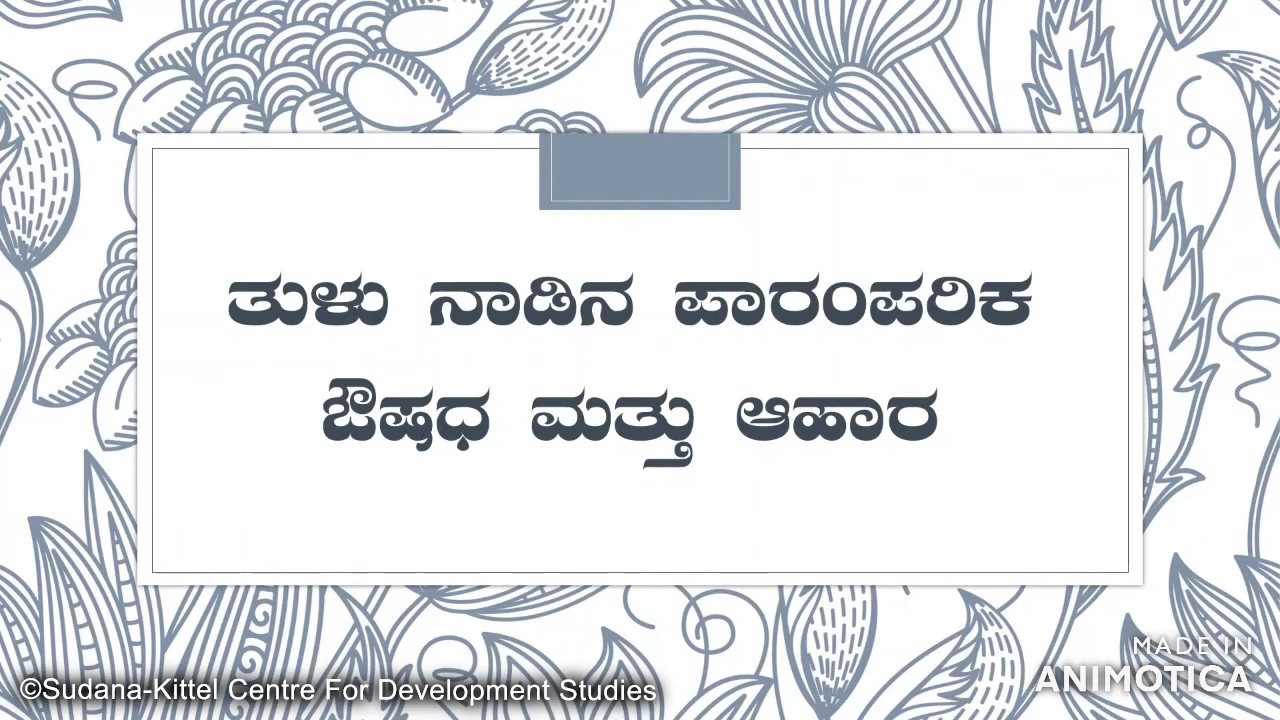 ತುಳು ನಾಡಿನ ಪಾರಂಪರಿಕ
ಔಷಧ ಮತ್ತು ಆಹಾರ
MADE IN
ANIMOTICA
©Sudana-Kittel Centre For Development Studies